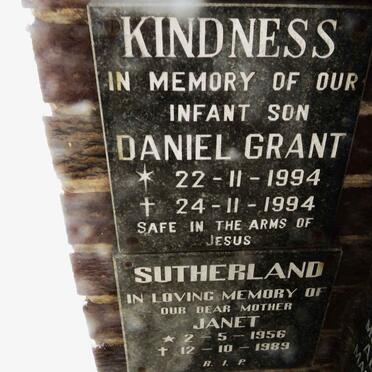 KINDNESS
IN MEMORY OF OUR
INFANT SON
DANIEL GRANT
* 22-11-1994
† 24-11-1994
SAFE IN THE ARMS OF
JESUS
SUTHERLAND
IN LOVING MEMORY OF
OUR DEAR MOTHER
JANET
* 2-5-1956
† 12-10-1989
R.I.P.